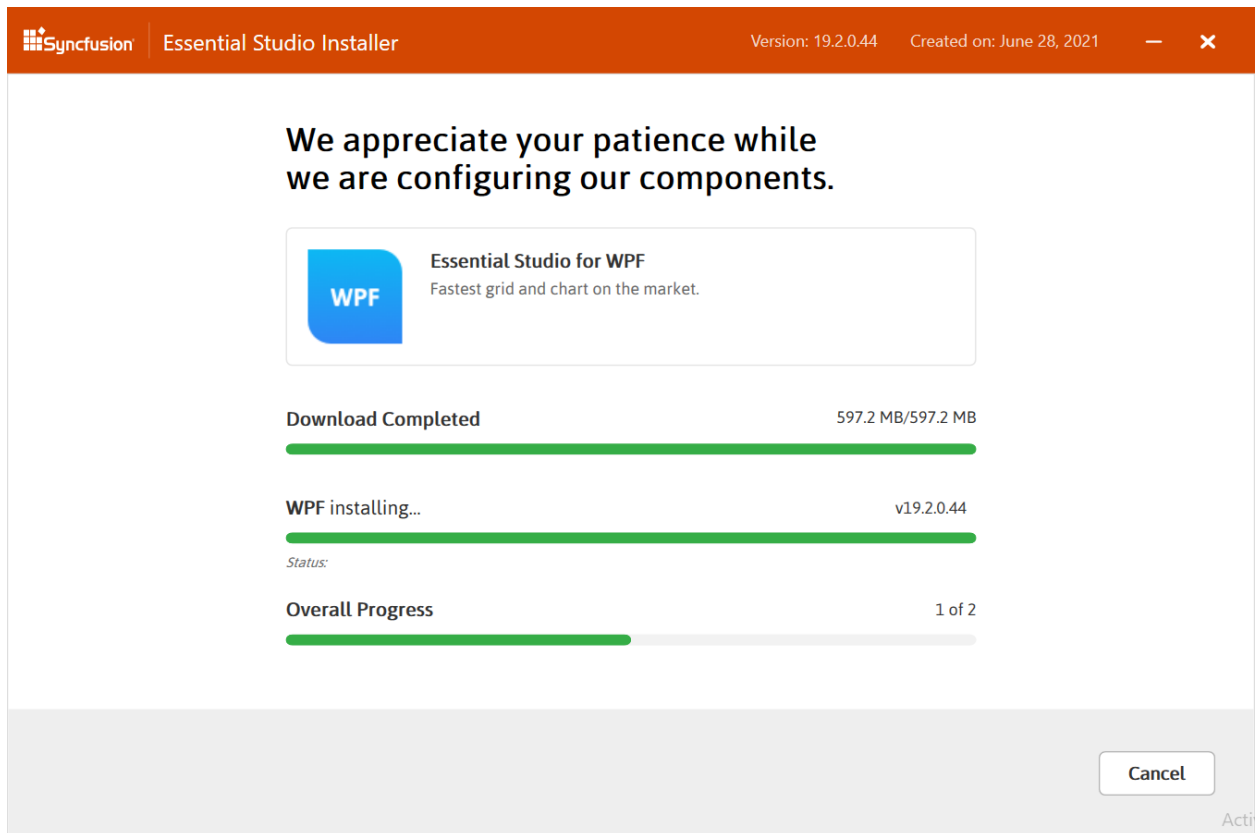 Syncfusion Essential Studio Installer Version: 19.2.0.44 Created on: June 28, 2021
We appreciate your patience while
we are configuring our components.
WPF
Essential Studio for WPF
Fastest grid and chart on the market.
Download Completed 597.2 MB/597.2 MB
WPF installing... v19.2.0.44
Status:
Overall Progress 1 of 2
Cancel
Acti